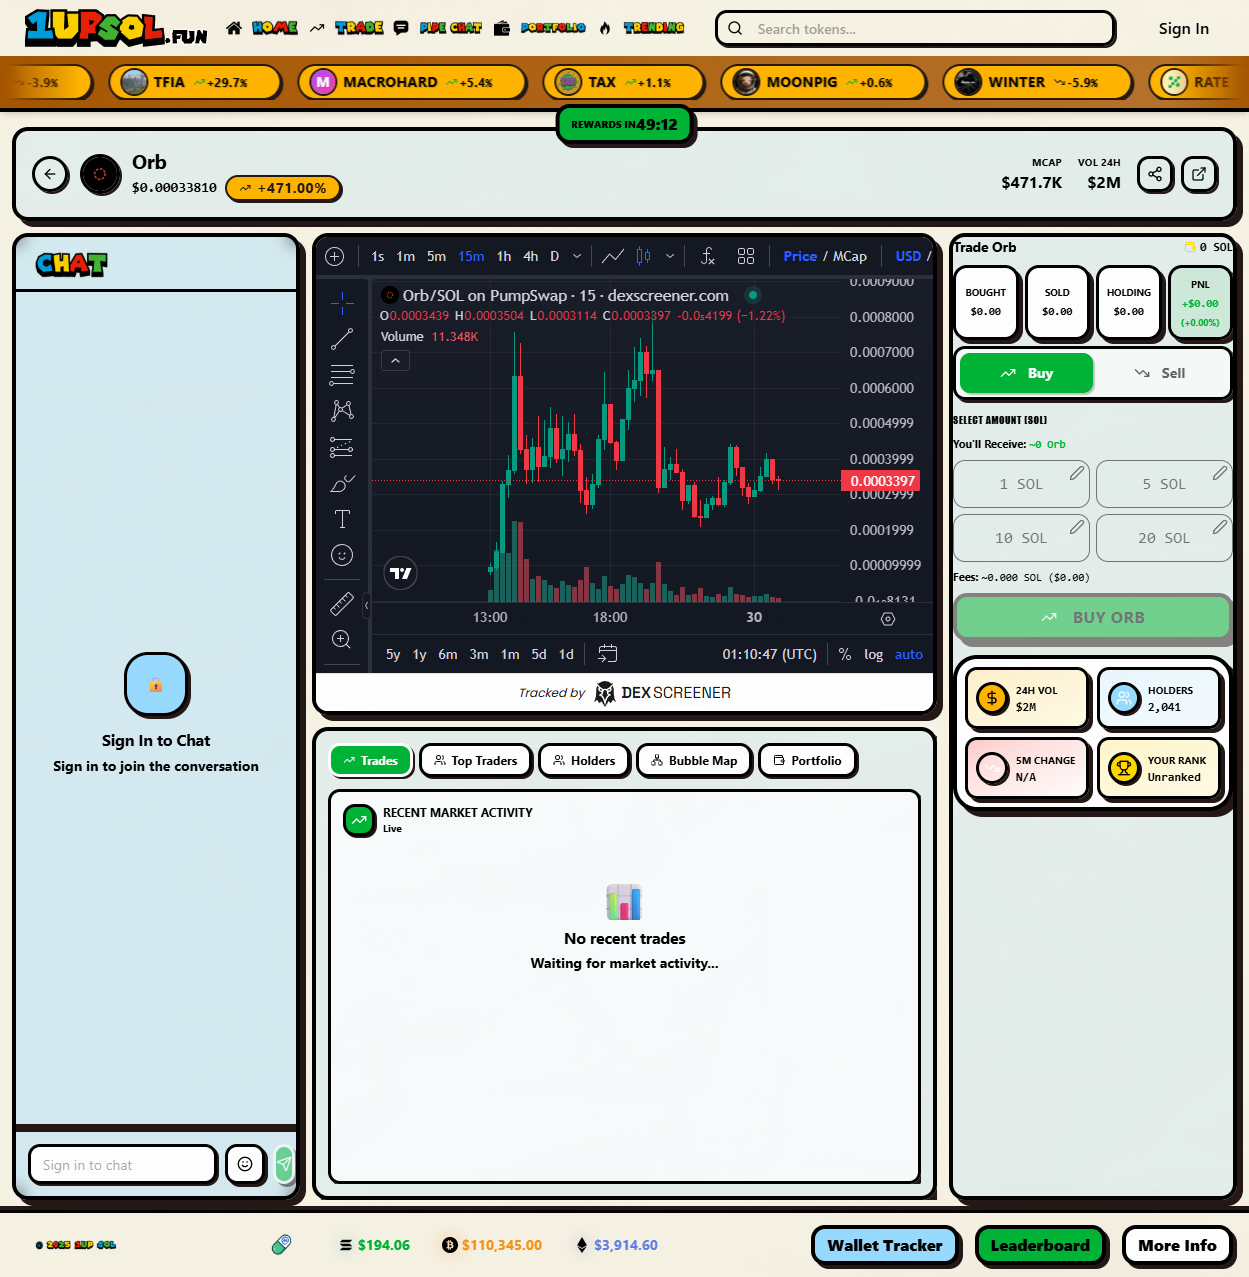 1UPSOL.FUN HOME TRADE PIPE CHAT PORTFOLIO TRENDING Search tokens... Sign In
-3.9% TFIA +29.7% M MACROHARD +5.4% TAX +1.1% MOONPIG +0.6% WINTER -5.9% RATE
REWARDS IN 49:12
Orb
$0.00033810 +471.00%
MCAP VOL 24H
$471.7K $2M
CHAT
Sign In to Chat
Sign in to join the conversation
Sign in to chat
1s 1m 5m 15m 1h 4h D Price / MCap USD /
Orb/SOL on PumpSwap · 15 · dexscreener.com
O0.0003439 H0.0003504 L0.0003114 C0.0003397 -0.0₅4199 (−1.22%)
Volume 11.348K
0.0009000
0.0008000
0.0007000
0.0006000
0.0004999
0.0003999
0.0003397
0.0002999
0.0001999
0.00009999
13:00 18:00 30
5y 1y 6m 3m 1m 5d 1d 01:10:47 (UTC) % log auto
Tracked by DEX SCREENER
Trades Top Traders Holders Bubble Map Portfolio
RECENT MARKET ACTIVITY
Live
No recent trades
Waiting for market activity...
Trade Orb 0 SOL
BOUGHT
$0.00
SOLD
$0.00
HOLDING
$0.00
PNL
+$0.00
(+0.00%)
Buy Sell
SELECT AMOUNT (SOL)
You'll Receive: ~0 Orb
1 SOL 5 SOL
10 SOL 20 SOL
Fees: ~0.000 SOL ($0.00)
BUY ORB
24H VOL
$2M
HOLDERS
2,041
5M CHANGE
N/A
YOUR RANK
Unranked
© 2025 1UP SOL $194.06 $110,345.00 $3,914.60 Wallet Tracker Leaderboard More Info